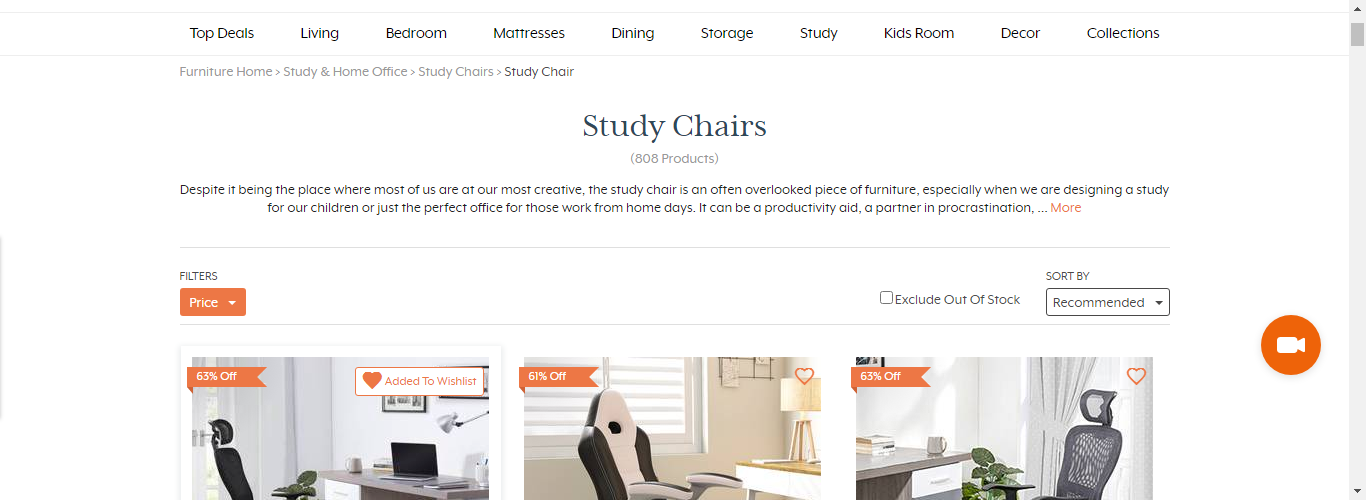 Top Deals Living Bedroom Mattresses Dining Storage Study Kids Room Decor Collections
Furniture Home > Study & Home Office > Study Chairs > Study Chair
Study Chairs
(808 Products)
Despite it being the place where most of us are at our most creative, the study chair is an often overlooked piece of furniture, especially when we are designing a study
for our children or just the perfect office for those work from home days. It can be a productivity aid, a partner in procrastination, ... More
FILTERS
Price
Exclude Out Of Stock
SORT BY
Recommended
63% Off
Added To Wishlist
61% Off
63% Off